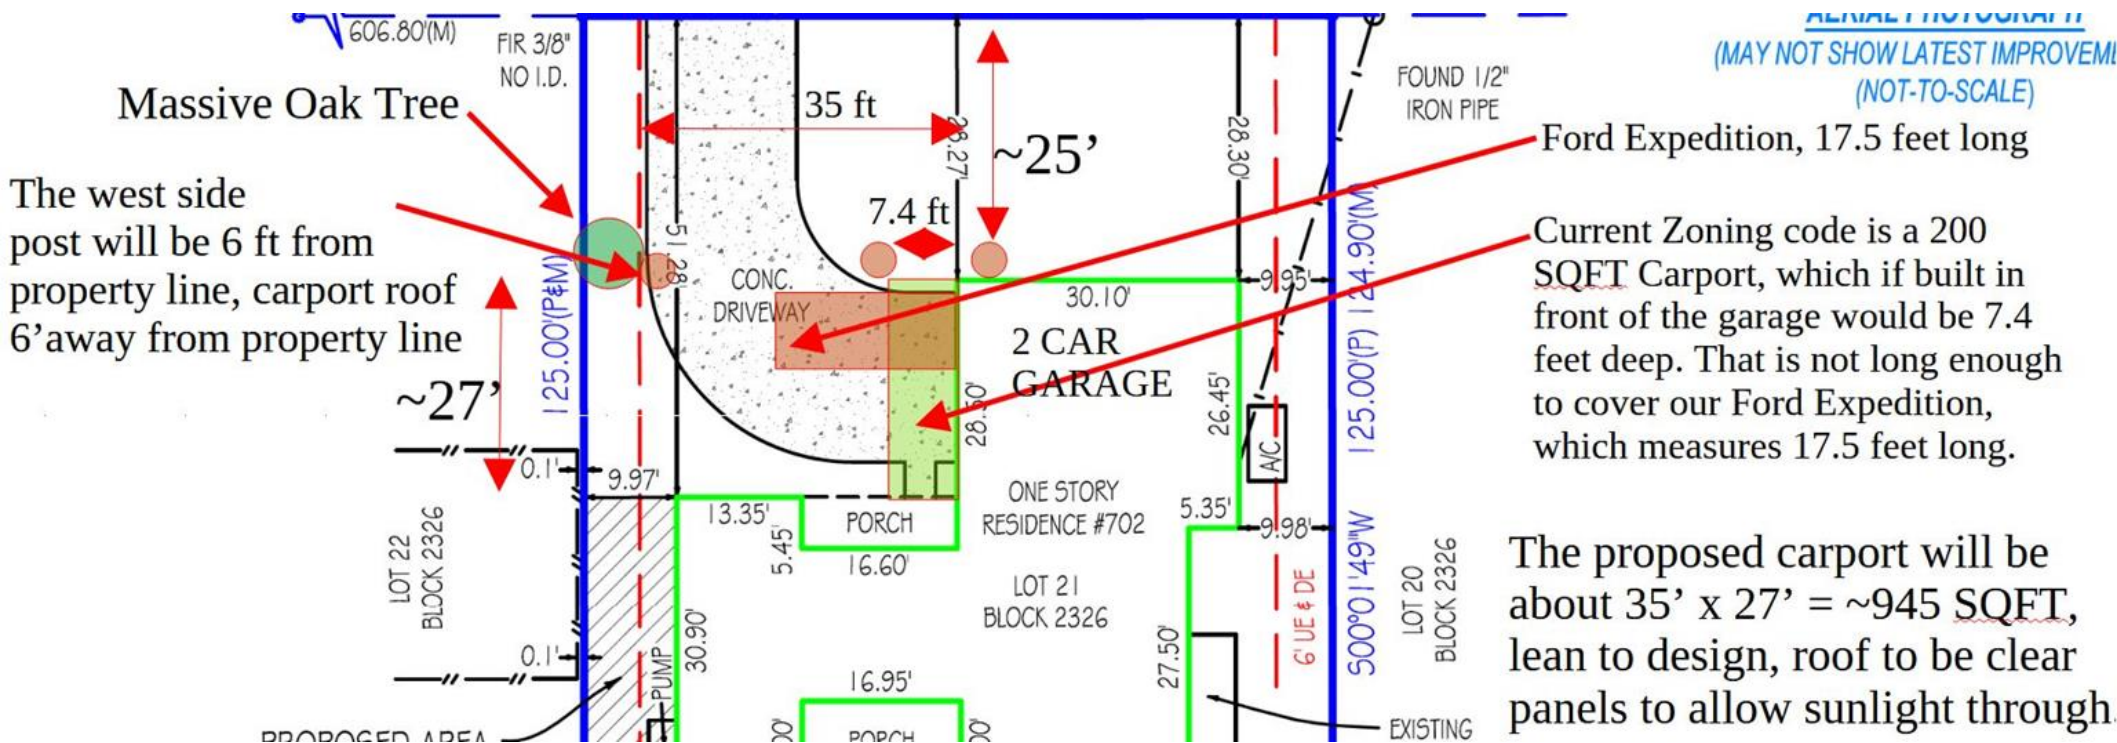 606.80'(M)
FIR 3/8"
NO I.D.
Massive Oak Tree
The west side
post will be 6 ft from
property line, carport roof
6'away from property line
~27'
125.00'(P&M)
35 ft
28.27'
~25'
7.4 ft
51.28'
CONC.
DRIVEWAY
28.30'
9.95'
30.10'
2 CAR
GARAGE
28.50'
26.45'
A/C
AERIAL PHOTOGRAPH
(MAY NOT SHOW LATEST IMPROVEME
(NOT-TO-SCALE)
FOUND 1/2"
IRON PIPE
Ford Expedition, 17.5 feet long
Current Zoning code is a 200
SQFT Carport, which if built in
front of the garage would be 7.4
feet deep. That is not long enough
to cover our Ford Expedition,
which measures 17.5 feet long.
S00°01'49"W 125.00'(P) 124.90'(M)
0.1'
9.97'
13.35'
5.45'
PORCH
16.60'
ONE STORY
RESIDENCE #702
5.35'
9.98'
LOT 22
BLOCK 2326
LOT 21
BLOCK 2326
6' UE & DE
LOT 20
BLOCK 2326
The proposed carport will be
about 35' x 27' = ~945 SQFT,
lean to design, roof to be clear
panels to allow sunlight through.
0.1'
PUMP
30.90'
16.95'
27.50'
PROPOSED AREA
PORCH
EXISTING